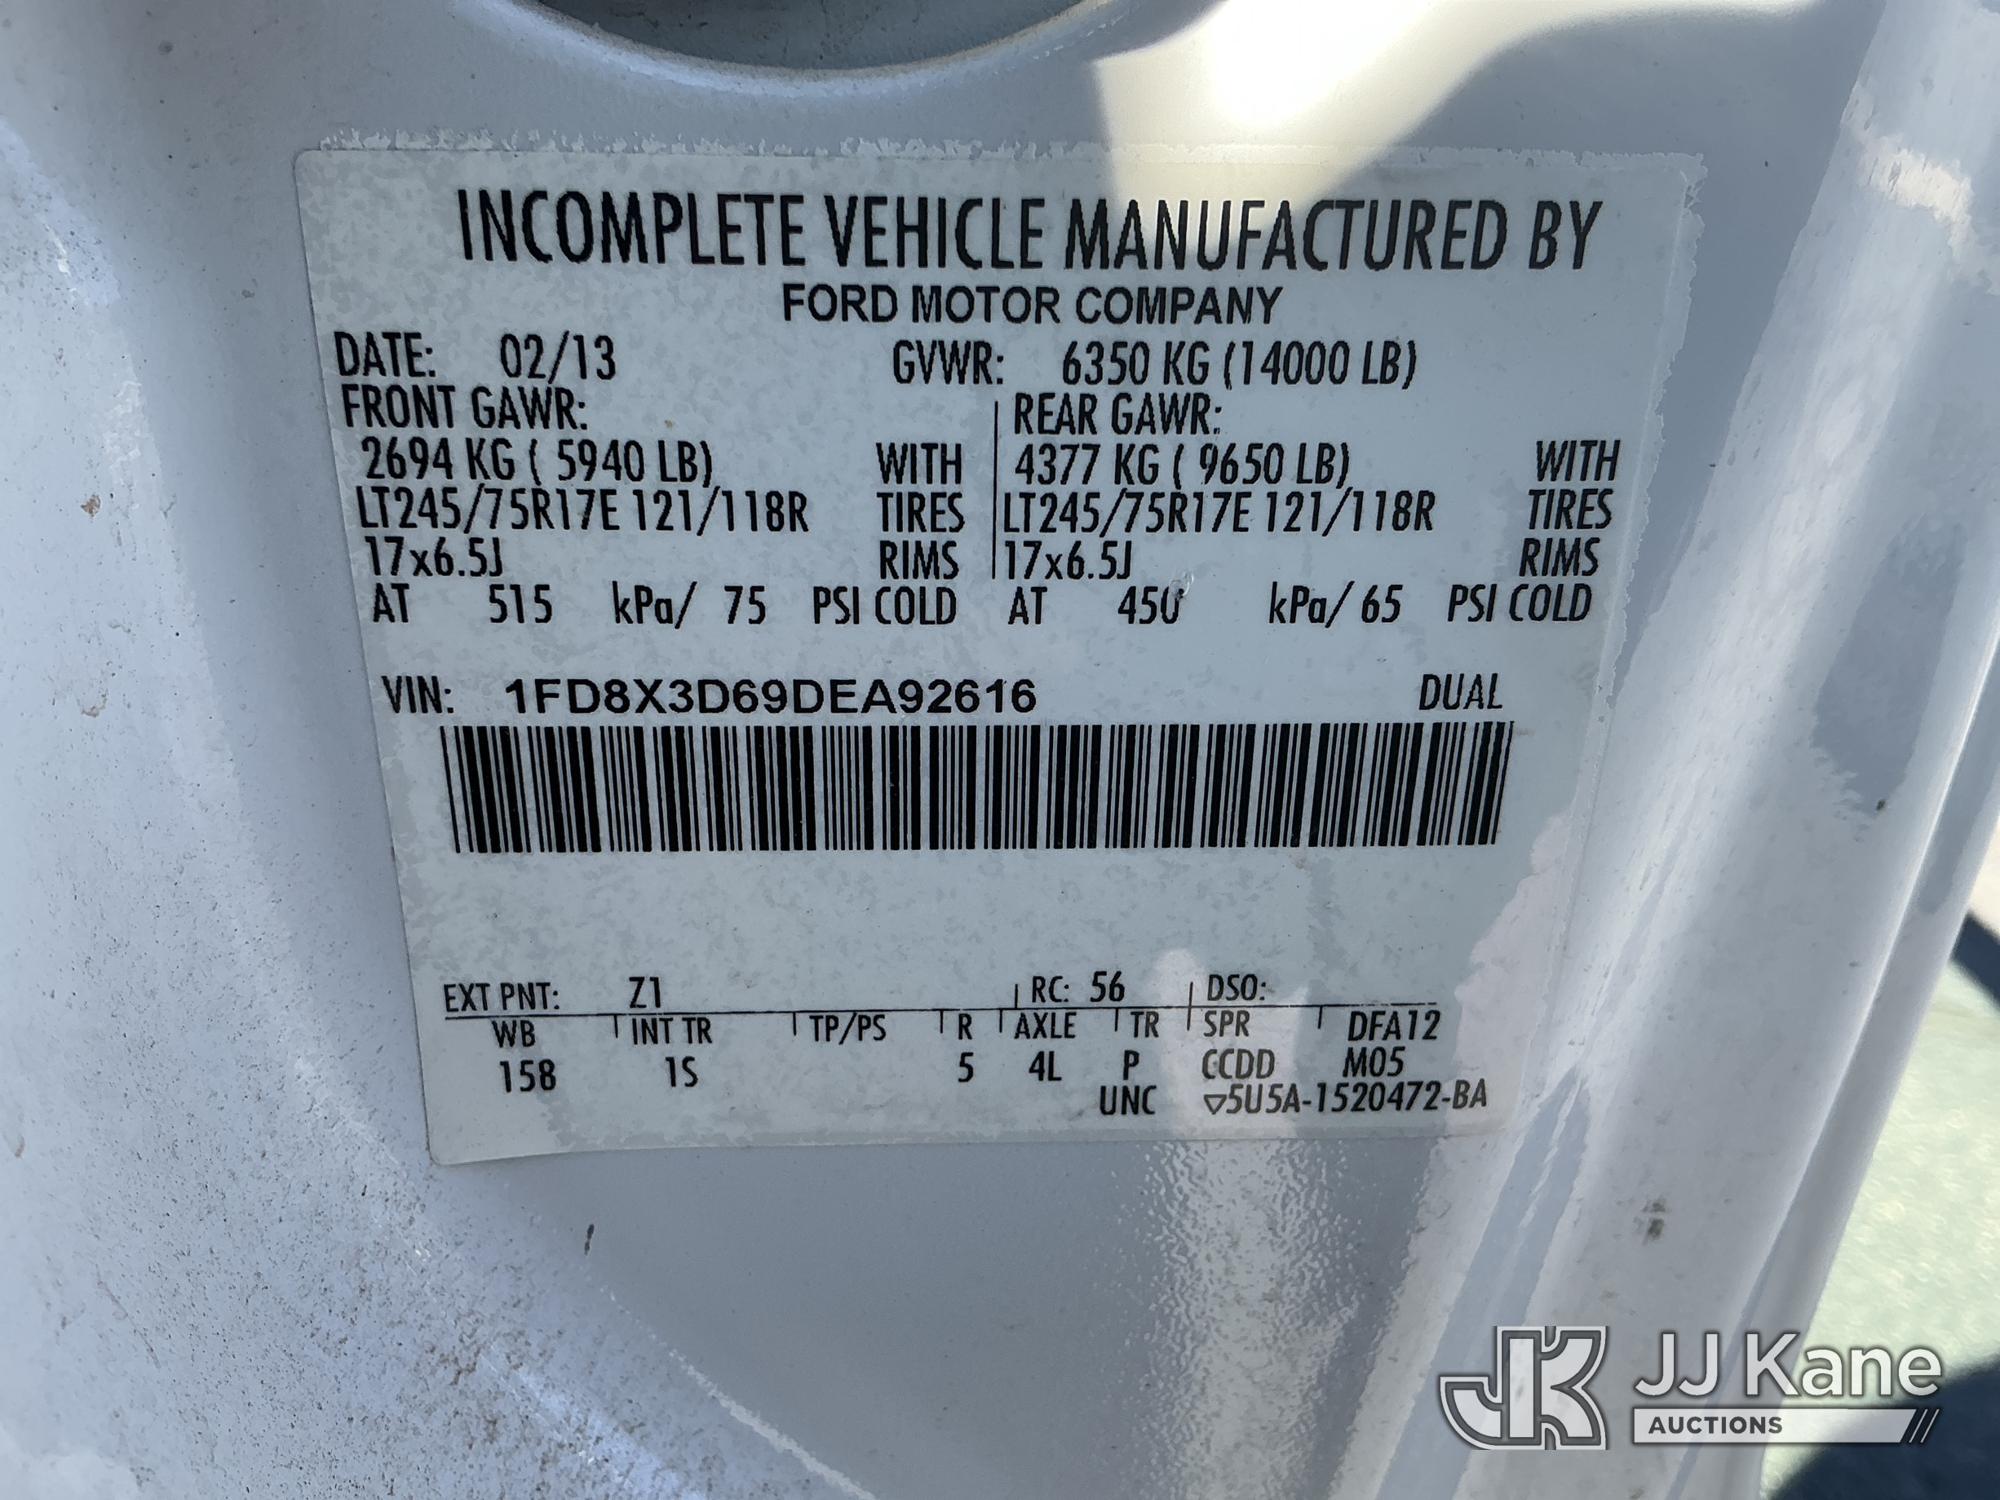 INCOMPLETE VEHICLE MANUFACTURED BY
FORD MOTOR COMPANY
DATE: 02/13 GVWR: 6350 KG (14000 LB)
FRONT GAWR: REAR GAWR:
2694 KG ( 5940 LB) WITH 4377 KG ( 9650 LB) WITH
LT245/75R17E 121/118R TIRES LT245/75R17E 121/118R TIRES
17x6.5J RIMS 17x6.5J RIMS
AT 515 kPa/ 75 PSI COLD AT 450 kPa/ 65 PSI COLD
VIN: 1FD8X3D69DEA92616 DUAL
EXT PNT: Z1 RC: 56 DSO:
WB INT TR TP/PS R AXLE TR SPR DFA12
158 1S 5 4L P CCDD M05
UNC ▽5U5A-1520472-BA
JK JJ Kane
AUCTIONS